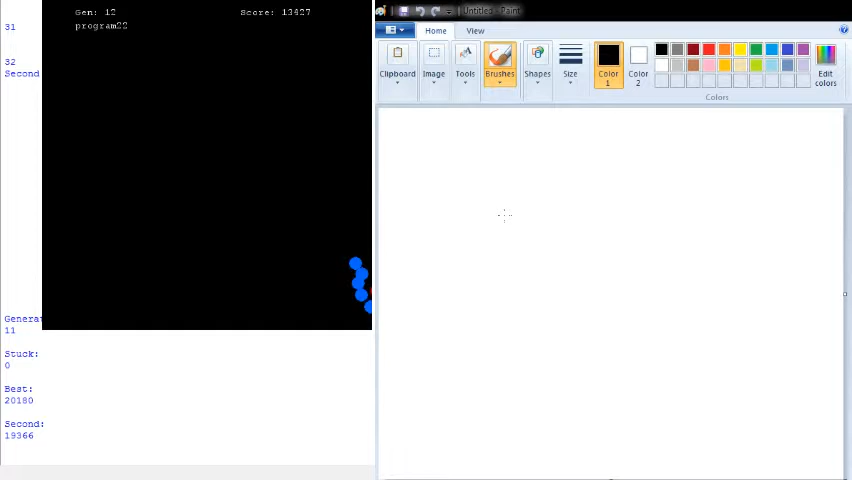 31
32
Second
Gen: 12
Score: 13427
program22
Generat
11
Stuck:
0
Best:
20180
Second:
19366
Untitled - Paint
Home
View
Clipboard
Image
Tools
Brushes
Shapes
Size
Color
1
Color
2
Edit
colors
Colors